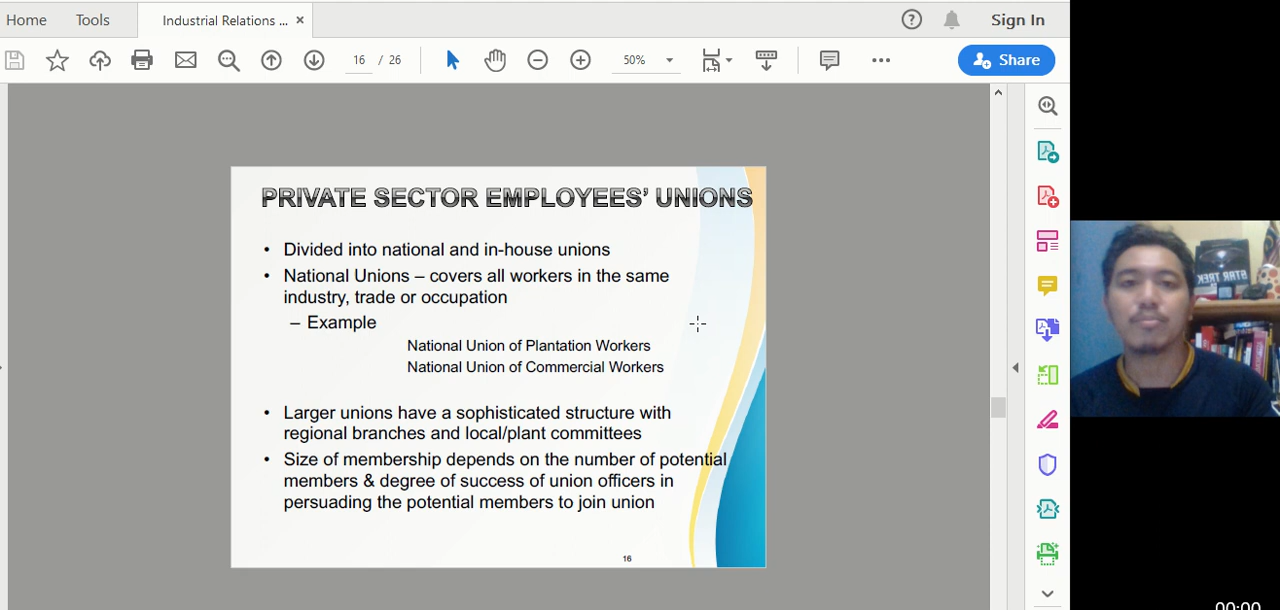 Home Tools Industrial Relations ... × Sign In
16 / 26 50% Share
PRIVATE SECTOR EMPLOYEES' UNIONS
• Divided into national and in-house unions
• National Unions – covers all workers in the same
industry, trade or occupation
– Example
National Union of Plantation Workers
National Union of Commercial Workers
• Larger unions have a sophisticated structure with
regional branches and local/plant committees
• Size of membership depends on the number of potential
members & degree of success of union officers in
persuading the potential members to join union
16
STAR TREK
00:00